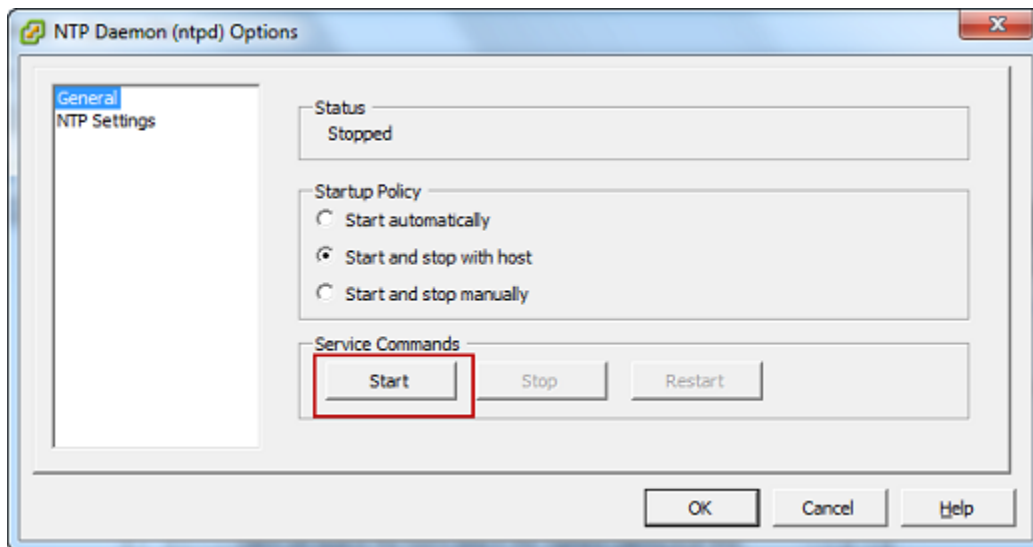 NTP Daemon (ntpd) Options
General
NTP Settings
Status
Stopped
Startup Policy
Start automatically
Start and stop with host
Start and stop manually
Service Commands
Start Stop Restart
OK Cancel Help